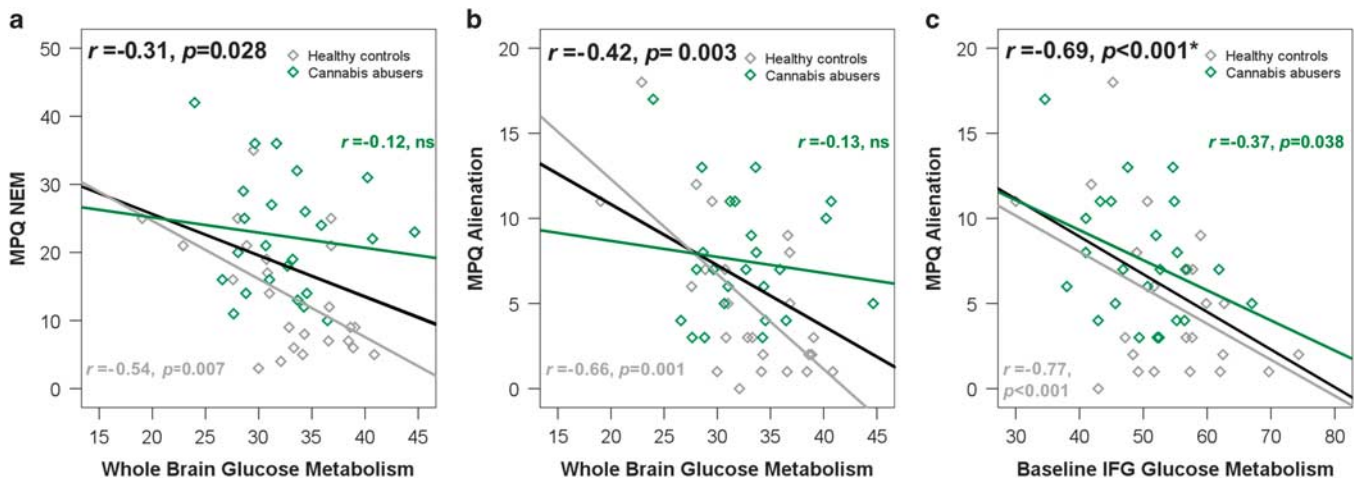 a
r=-0.31, p=0.028
Healthy controls
Cannabis abusers
r=-0.12, ns
r=-0.54, p=0.007
MPQ NEM
50
40
30
20
10
0
15 20 25 30 35 40 45
Whole Brain Glucose Metabolism
b
r=-0.42, p= 0.003
Healthy controls
Cannabis abusers
r=-0.13, ns
r=-0.66, p=0.001
MPQ Alienation
20
15
10
5
0
15 20 25 30 35 40 45
Whole Brain Glucose Metabolism
c
r=-0.69, p<0.001*
Healthy controls
Cannabis abusers
r=-0.37, p=0.038
r=-0.77,
p<0.001
MPQ Alienation
20
15
10
5
0
30 40 50 60 70 80
Baseline IFG Glucose Metabolism